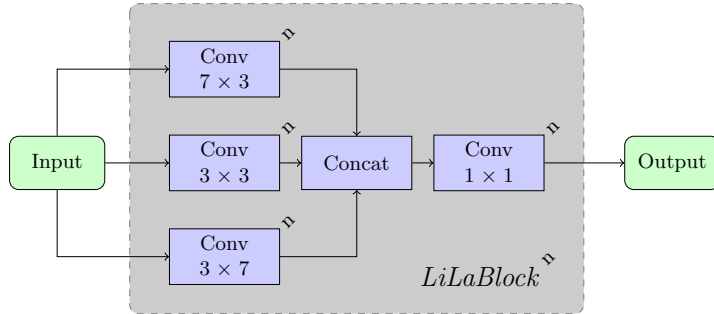 n
Conv
7 × 3
n
Conv
3 × 3
n
Conv
3 × 7
Input
Concat
n
Conv
1 × 1
Output
LiLaBlock n